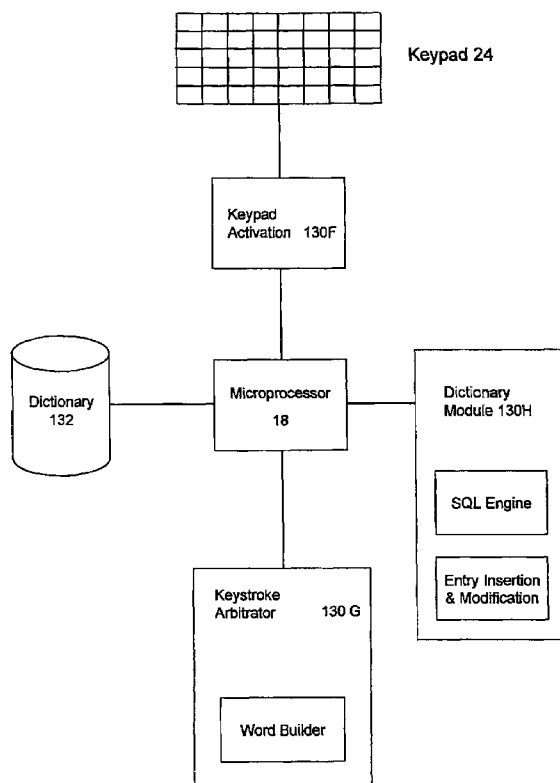 Keypad 24
Keypad
Activation 130F
Dictionary
132
Microprocessor
18
Dictionary
Module 130H
SQL Engine
Entry Insertion
& Modification
Keystroke
Arbitrator 130 G
Word Builder